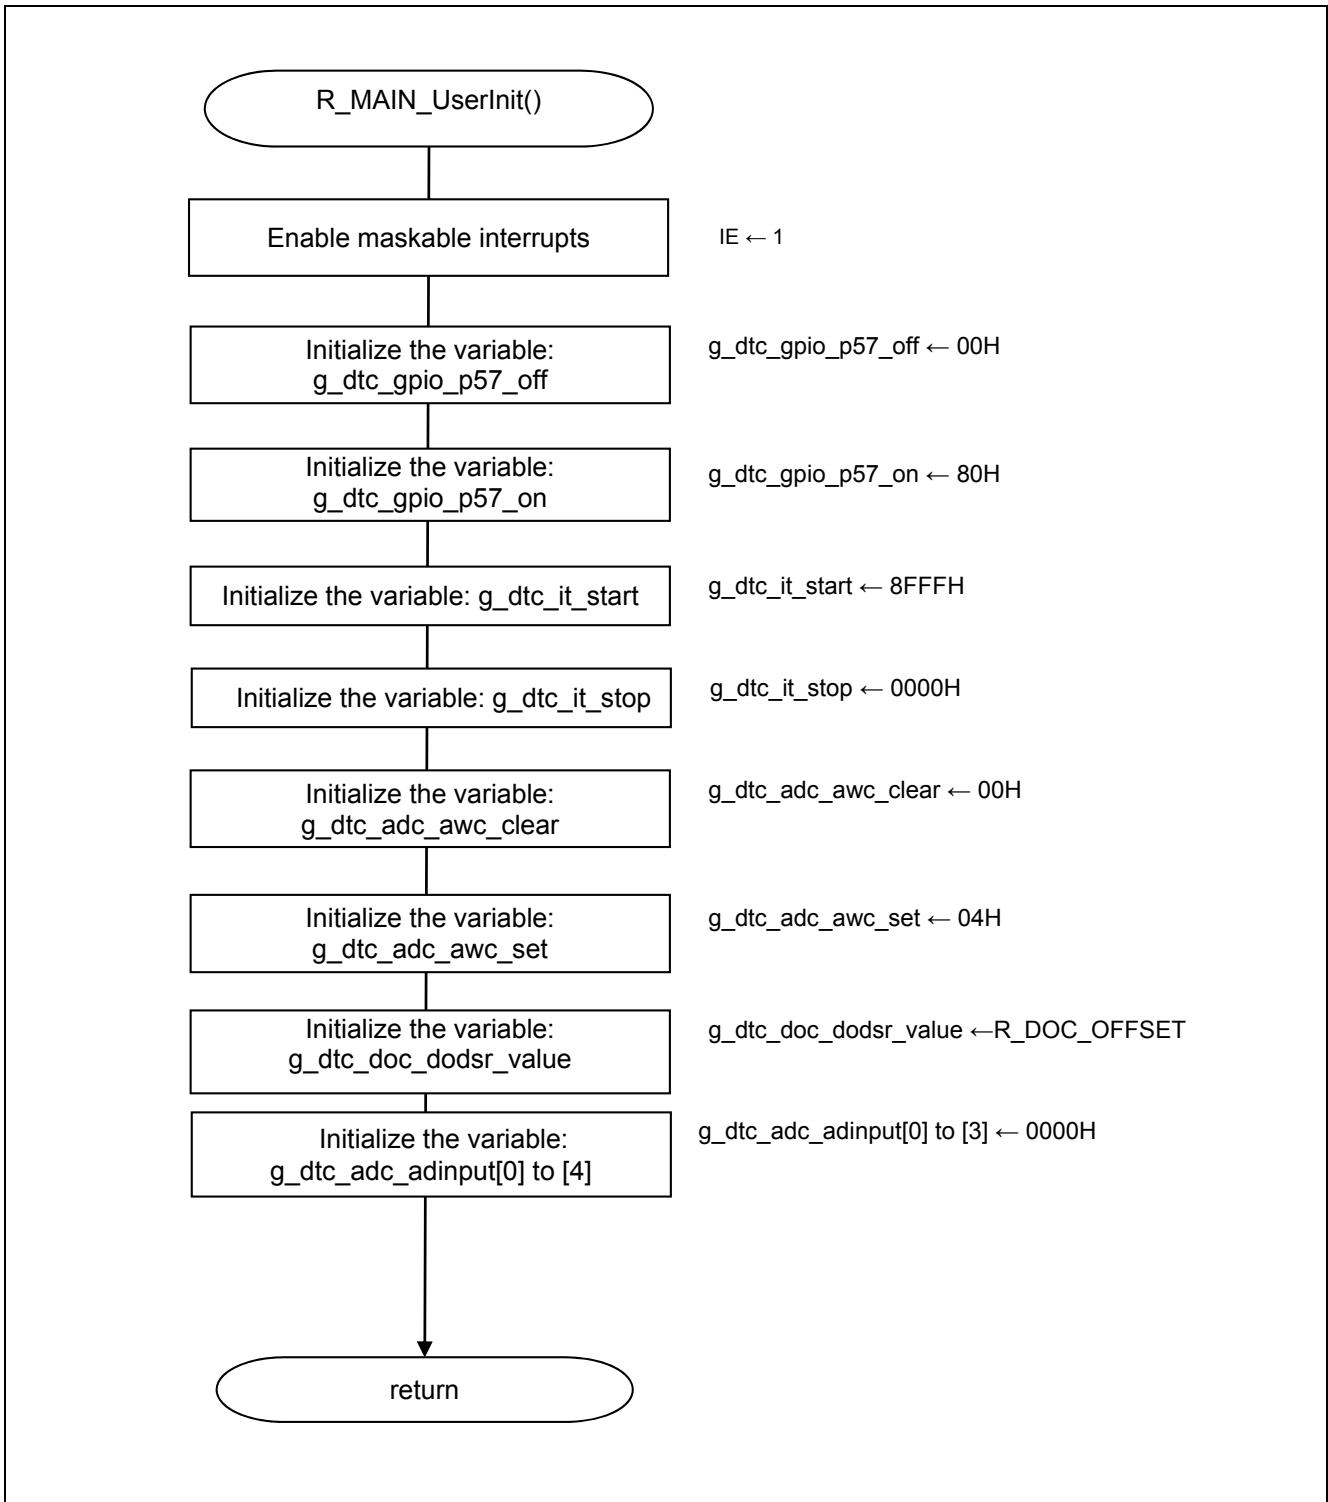 R_MAIN_UserInit()
Enable maskable interrupts
IE ← 1
Initialize the variable:
g_dtc_gpio_p57_off
g_dtc_gpio_p57_off ← 00H
Initialize the variable:
g_dtc_gpio_p57_on
g_dtc_gpio_p57_on ← 80H
Initialize the variable: g_dtc_it_start
g_dtc_it_start ← 8FFFH
Initialize the variable: g_dtc_it_stop
g_dtc_it_stop ← 0000H
Initialize the variable:
g_dtc_adc_awc_clear
g_dtc_adc_awc_clear ← 00H
Initialize the variable:
g_dtc_adc_awc_set
g_dtc_adc_awc_set ← 04H
Initialize the variable:
g_dtc_doc_dodsr_value
g_dtc_doc_dodsr_value ←R_DOC_OFFSET
Initialize the variable:
g_dtc_adc_adinput[0] to [4]
g_dtc_adc_adinput[0] to [3] ← 0000H
return